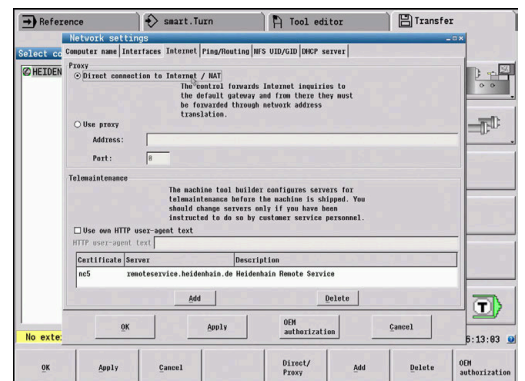 Reference
smart.Turn
Tool editor
Transfer
Network settings
Select co
Computer name Interfaces Internet Ping/Routing NFS UID/GID DHCP server
HEIDEN
Proxy
Direct connection to Internet / NAT
The control forwards Internet inquiries to
the default gateway and from there they must
be forwarded through network address
translation.
Use proxy
Address:
Port: 0
Telemaintenance
The machine tool builder configures servers for
telemaintenance before the machine is shipped. You
should change servers only if you have been
instructed to do so by customer service personnel.
Use own HTTP user-agent text
HTTP user-agent text
Certificate Server Description
nc5 remoteservice.heidenhain.de Heidenhain Remote Service
Add Delete
OK Apply OEM authorization Cancel
T
No exte
5:13:03
OK Apply Cancel Direct/ Proxy Add Delete OEM authorization